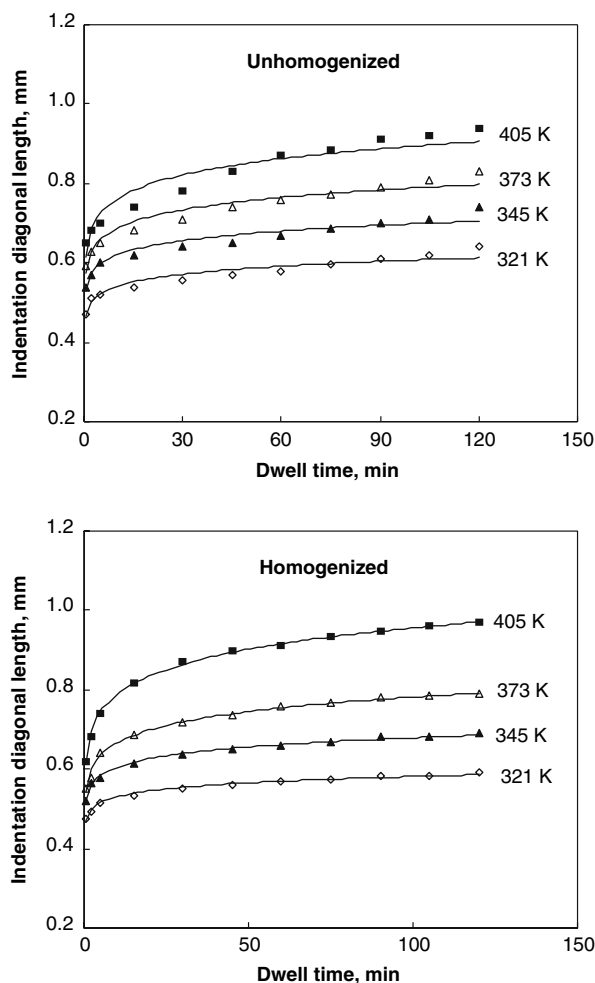 1.2
Unhomogenized
1.0
405 K
0.8
373 K
345 K
0.6
321 K
0.4
0.2
0
30
60
90
120
150
Indentation diagonal length, mm
Dwell time, min
1.2
Homogenized
1.0
405 K
0.8
373 K
345 K
0.6
321 K
0.4
0.2
0
50
100
150
Indentation diagonal length, mm
Dwell time, min